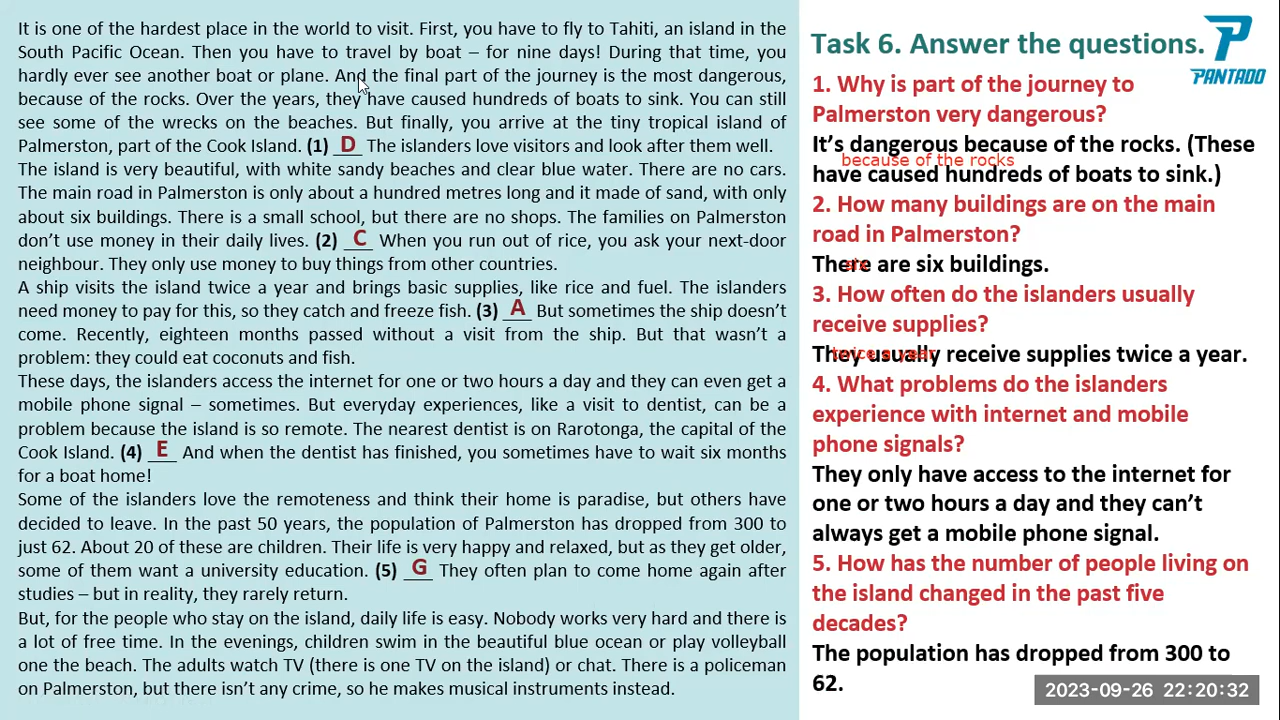 It is one of the hardest place in the world to visit. First, you have to fly to Tahiti, an island in the
South Pacific Ocean. Then you have to travel by boat – for nine days! During that time, you
hardly ever see another boat or plane. And the final part of the journey is the most dangerous,
because of the rocks. Over the years, they have caused hundreds of boats to sink. You can still
see some of the wrecks on the beaches. But finally, you arrive at the tiny tropical island of
Palmerston, part of the Cook Island. (1) D The islanders love visitors and look after them well.
The island is very beautiful, with white sandy beaches and clear blue water. There are no cars.
The main road in Palmerston is only about a hundred metres long and it made of sand, with only
about six buildings. There is a small school, but there are no shops. The families on Palmerston
don't use money in their daily lives. (2) C When you run out of rice, you ask your next-door
neighbour. They only use money to buy things from other countries.
A ship visits the island twice a year and brings basic supplies, like rice and fuel. The islanders
need money to pay for this, so they catch and freeze fish. (3) A But sometimes the ship doesn't
come. Recently, eighteen months passed without a visit from the ship. But that wasn't a
problem: they could eat coconuts and fish.
These days, the islanders access the internet for one or two hours a day and they can even get a
mobile phone signal – sometimes. But everyday experiences, like a visit to dentist, can be a
problem because the island is so remote. The nearest dentist is on Rarotonga, the capital of the
Cook Island. (4) E And when the dentist has finished, you sometimes have to wait six months
for a boat home!
Some of the islanders love the remoteness and think their home is paradise, but others have
decided to leave. In the past 50 years, the population of Palmerston has dropped from 300 to
just 62. About 20 of these are children. Their life is very happy and relaxed, but as they get older,
some of them want a university education. (5) G They often plan to come home again after
studies – but in reality, they rarely return.
But, for the people who stay on the island, daily life is easy. Nobody works very hard and there is
a lot of free time. In the evenings, children swim in the beautiful blue ocean or play volleyball
one the beach. The adults watch TV (there is one TV on the island) or chat. There is a policeman
on Palmerston, but there isn't any crime, so he makes musical instruments instead.
Task 6. Answer the questions.
PANTADO
1. Why is part of the journey to
Palmerston very dangerous?
It's dangerous because of the rocks. (These
because of the rocks
have caused hundreds of boats to sink.)
2. How many buildings are on the main
road in Palmerston?
There are six buildings.
six
3. How often do the islanders usually
receive supplies?
They usually receive supplies twice a year.
twice a year
4. What problems do the islanders
experience with internet and mobile
phone signals?
They only have access to the internet for
one or two hours a day and they can't
always get a mobile phone signal.
5. How has the number of people living on
the island changed in the past five
decades?
The population has dropped from 300 to
62.
2023-09-26 22:20:32